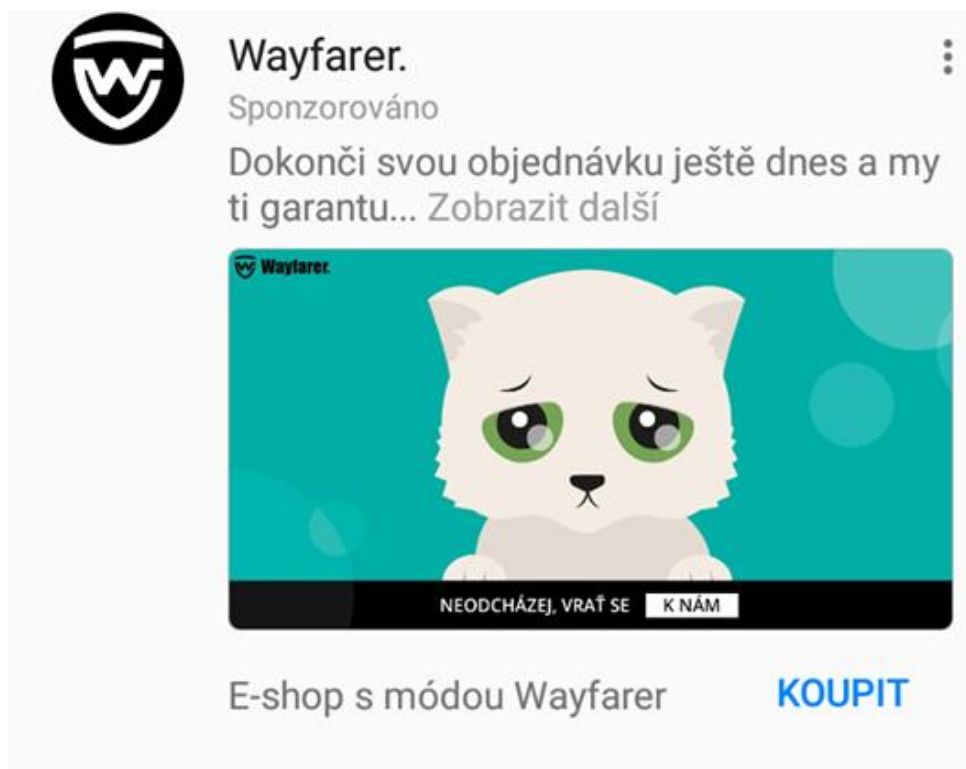 Wayfarer.
Sponzorováno
Dokonči svou objednávku ještě dnes a my
ti garantu... Zobrazit další
Wayfarer.
NEODCHÁZEJ, VRAŤ SE K NÁM
E-shop s módou Wayfarer KOUPIT